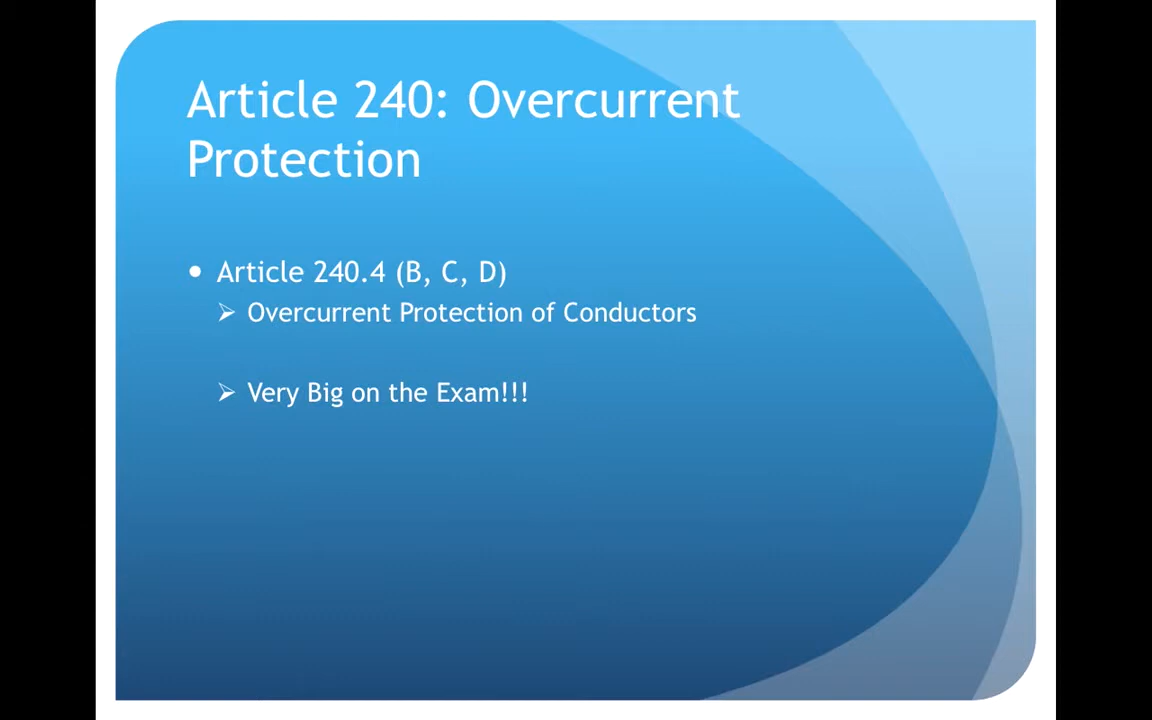 Article 240: Overcurrent
Protection
• Article 240.4 (B, C, D)
➢ Overcurrent Protection of Conductors
➢ Very Big on the Exam!!!